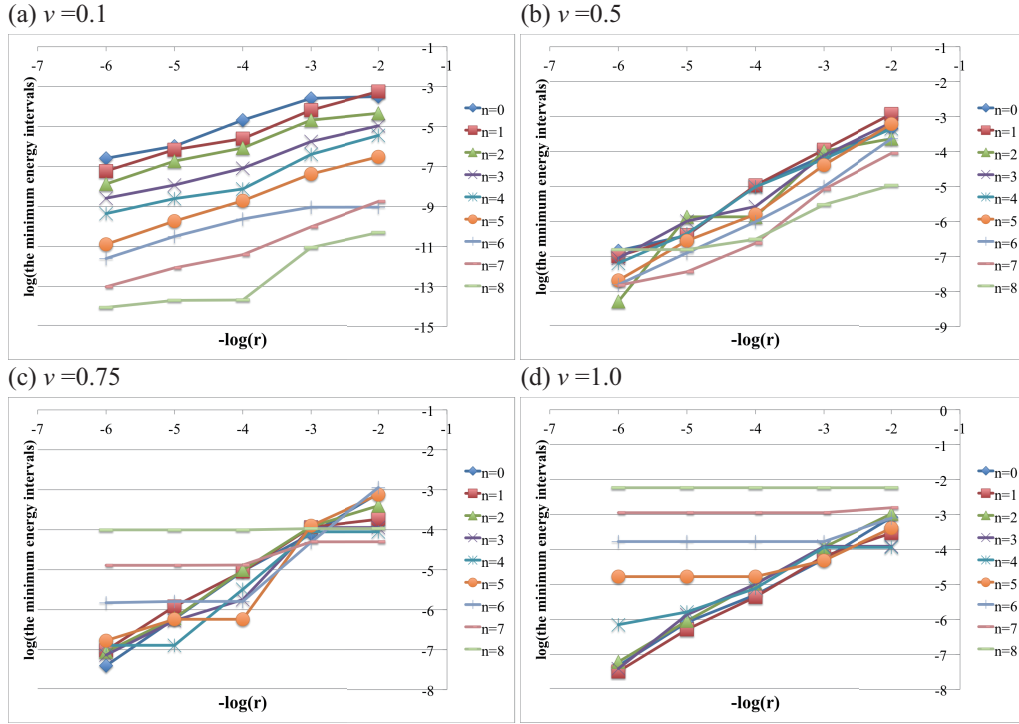 (a) v =0.1
-7 -6 -5 -4 -3 -2 -1
-1
-3
-5
-7
-9
-11
-13
-15
log(the minimum energy intervals)
-log(r)
n=0
n=1
n=2
n=3
n=4
n=5
n=6
n=7
n=8
(b) v =0.5
-7 -6 -5 -4 -3 -2 -1
-1
-2
-3
-4
-5
-6
-7
-8
-9
log(the minimum energy intervals)
-log(r)
n=0
n=1
n=2
n=3
n=4
n=5
n=6
n=7
n=8
(c) v =0.75
-7 -6 -5 -4 -3 -2 -1
-1
-2
-3
-4
-5
-6
-7
-8
log(the minimum energy intervals)
-log(r)
n=0
n=1
n=2
n=3
n=4
n=5
n=6
n=7
n=8
(d) v =1.0
0
-7 -6 -5 -4 -3 -2 -1
-1
-2
-3
-4
-5
-6
-7
-8
log(the minimum energy intervals)
-log(r)
n=0
n=1
n=2
n=3
n=4
n=5
n=6
n=7
n=8